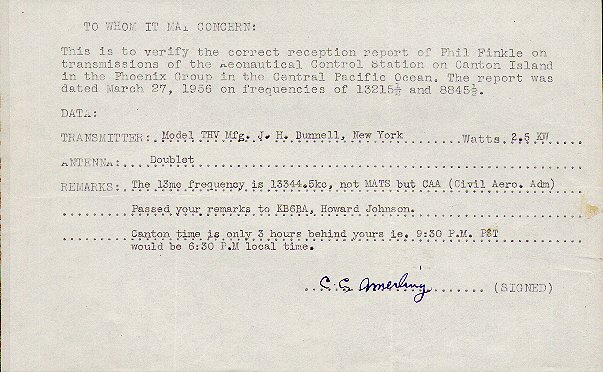 TO WHOM IT MAY CONCERN:
This is to verify the correct reception report of Phil Finkle on
transmissions of the Aeonautical Control Station on Canton Island
in the Phoenix Group in the Central Pacific Ocean. The report was
dated March 27, 1956 on frequencies of 13215½ and 8845½.
DATA:
TRANSMITTER: Model THV Mfg. J. H. Bunnell, New York Watts 2.5 KW
ANTENNA: Doublet
REMARKS: The 13mc frequency is 13344.5kc, not MATS but CAA (Civil Aero. Adm)
Passed your remarks to KB6BA, Howard Johnson.
Canton time is only 3 hours behind yours ie. 9:30 P.M. PST
would be 6:30 P.M local time.
C. C. Amerling (SIGNED)